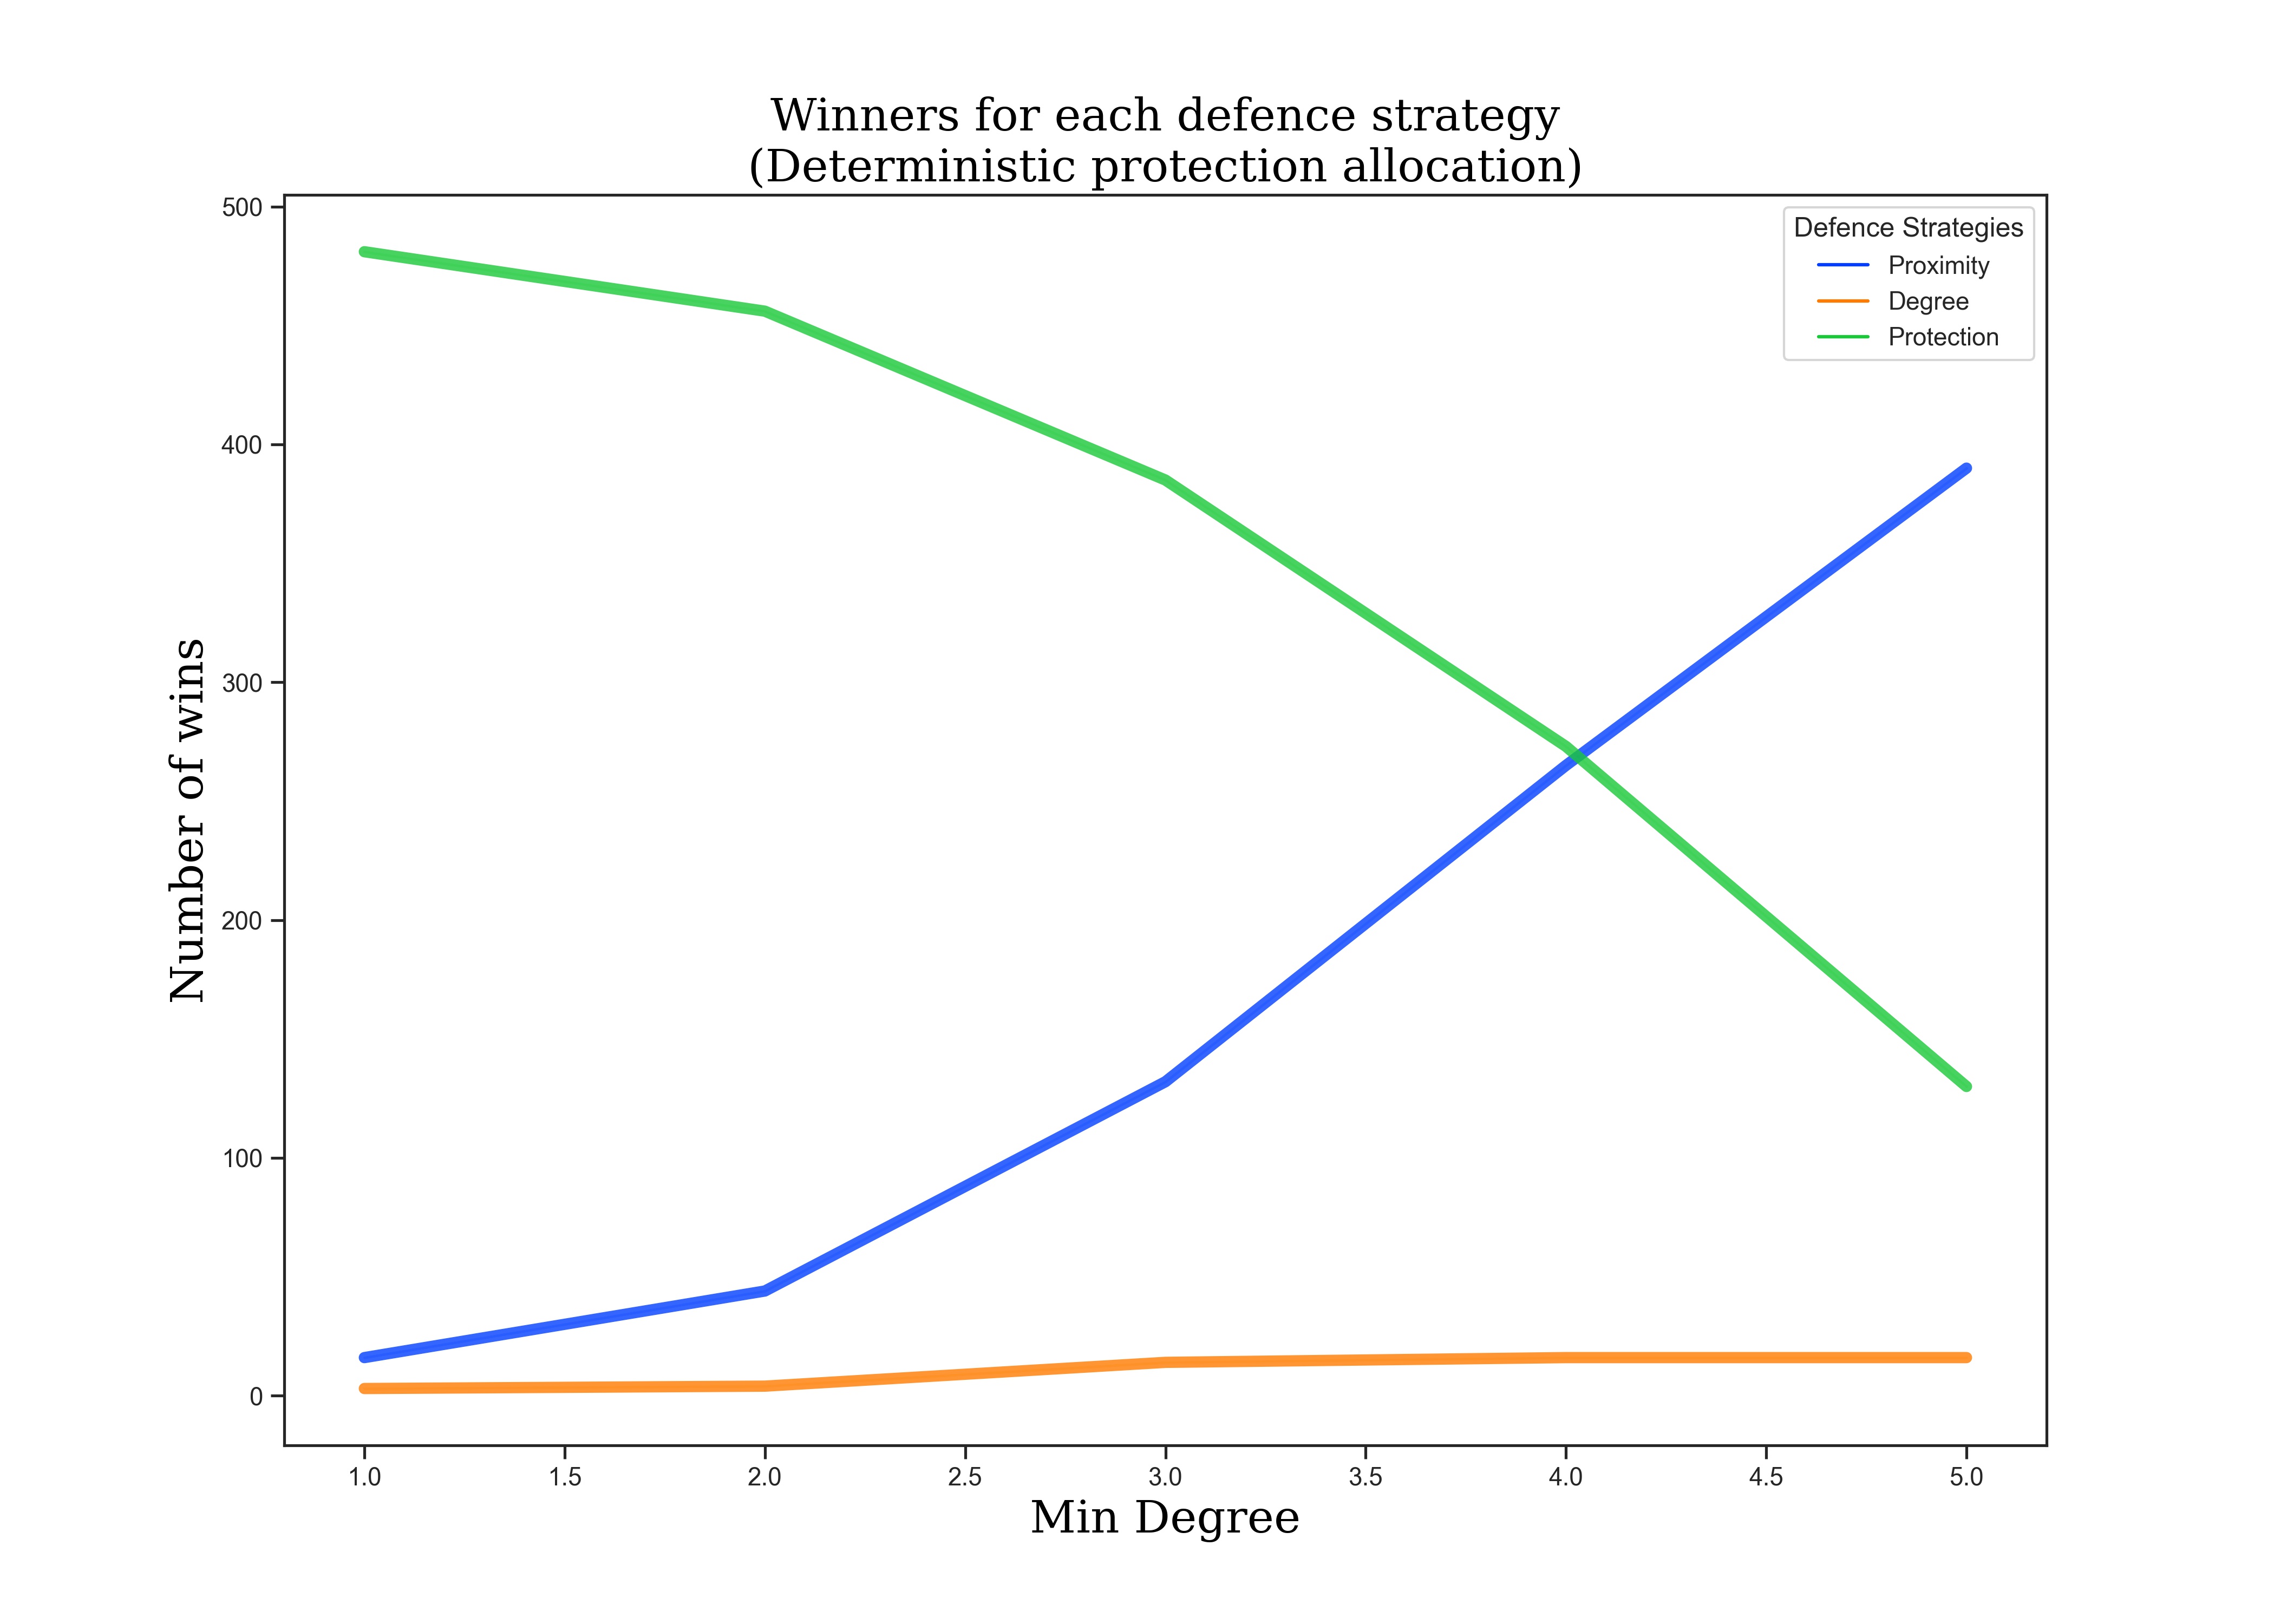 Winners for each defence strategy
(Deterministic protection allocation)
Defence Strategies
Proximity
Degree
Protection
Number of wins
500
400
300
200
100
0
1.0 1.5 2.0 2.5 3.0 3.5 4.0 4.5 5.0
Min Degree